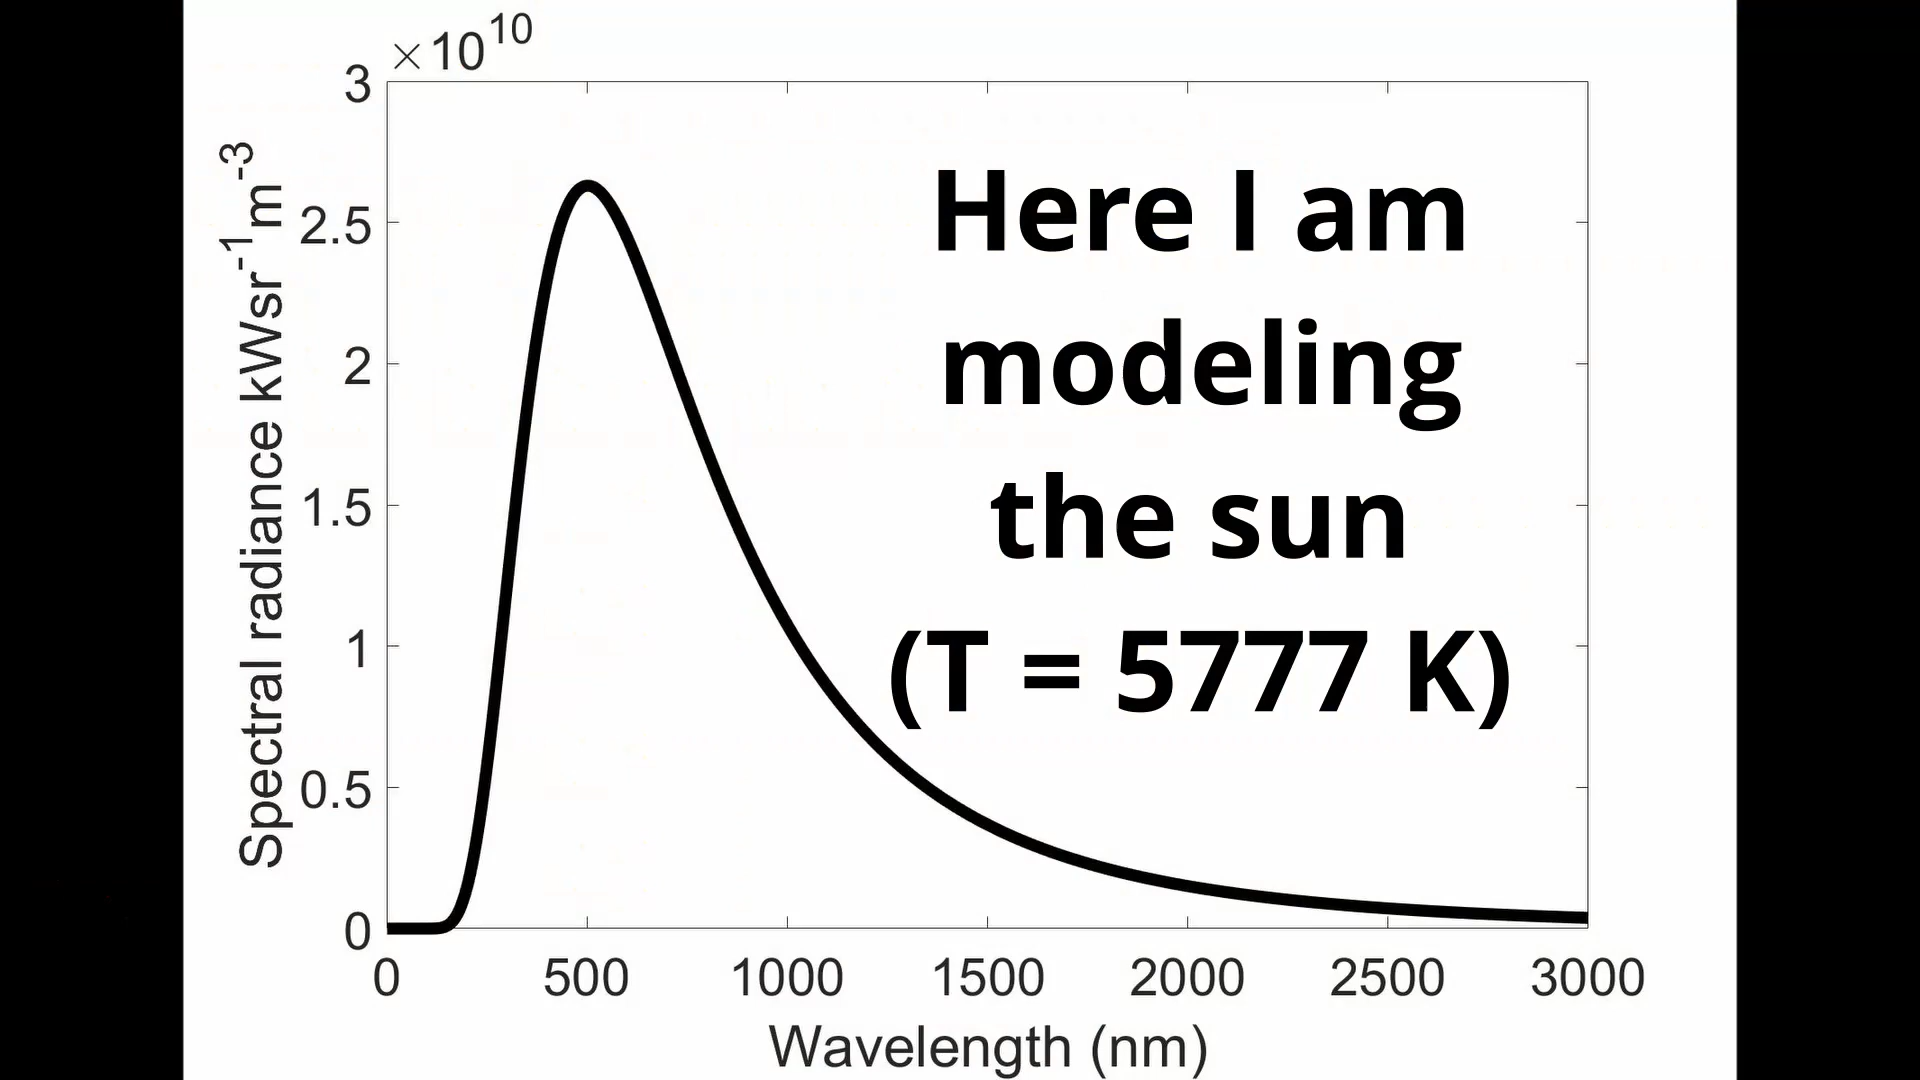 ×10^10
3
2.5
2
1.5
1
0.5
0
Spectral radiance kWsr^-1m^-3
Here I am
modeling
the sun
(T = 5777 K)
0 500 1000 1500 2000 2500 3000
Wavelength (nm)